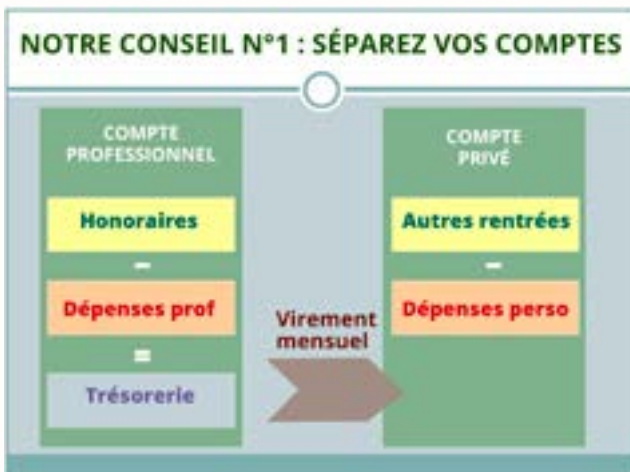 NOTRE CONSEIL N°1 : SÉPAREZ VOS COMPTES
COMPTE
PROFESSIONNEL
Honoraires
-
Dépenses prof
=
Trésorerie
Virement
mensuel
COMPTE
PRIVÉ
Autres rentrées
-
Dépenses perso